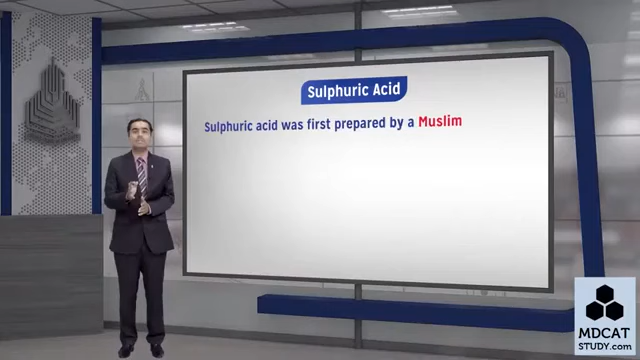 Sulphuric Acid
Sulphuric acid was first prepared by a Muslim
MDCAT
STUDY.com